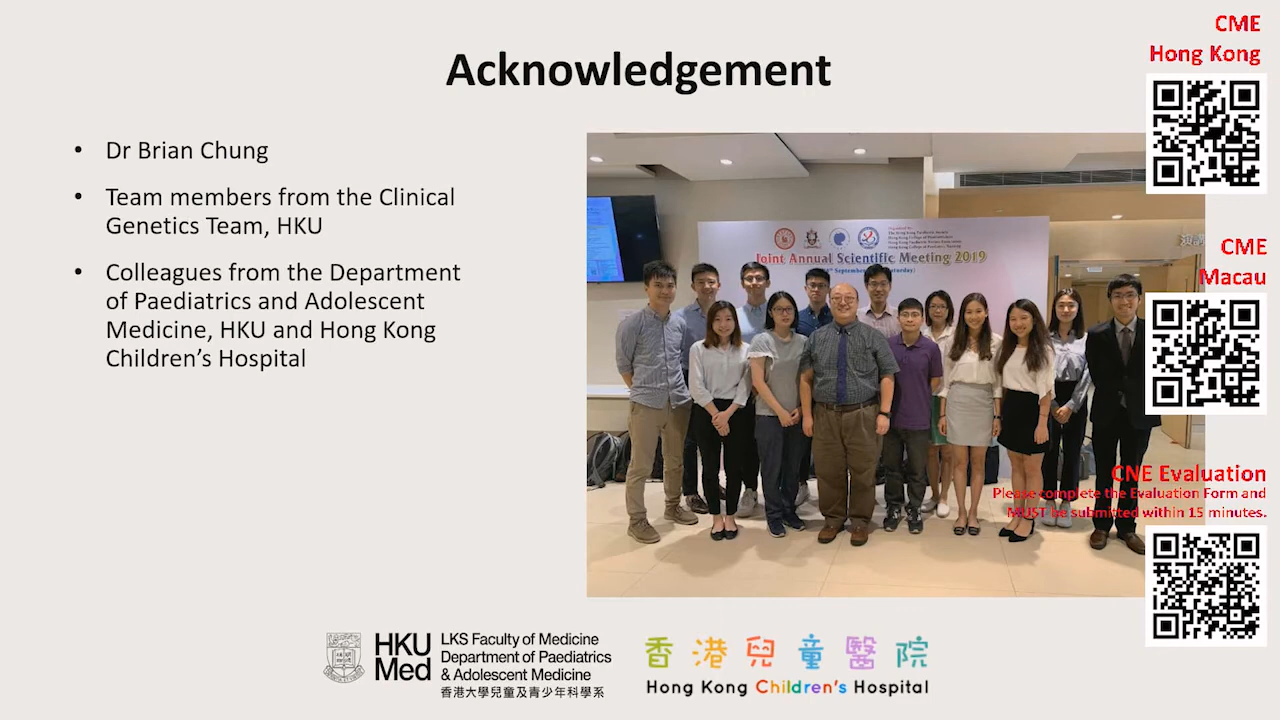 Acknowledgement
• Dr Brian Chung
• Team members from the Clinical
Genetics Team, HKU
• Colleagues from the Department
of Paediatrics and Adolescent
Medicine, HKU and Hong Kong
Children's Hospital
Joint Annual Scientific Meeting 2019
CME
Hong Kong
CME
Macau
CNE Evaluation
Please complete the Evaluation Form and
MUST be submitted within 15 minutes.
HKU
Med
LKS Faculty of Medicine
Department of Paediatrics
& Adolescent Medicine
香港大學兒童及青少年科學系
香港兒童醫院
Hong Kong Children's Hospital